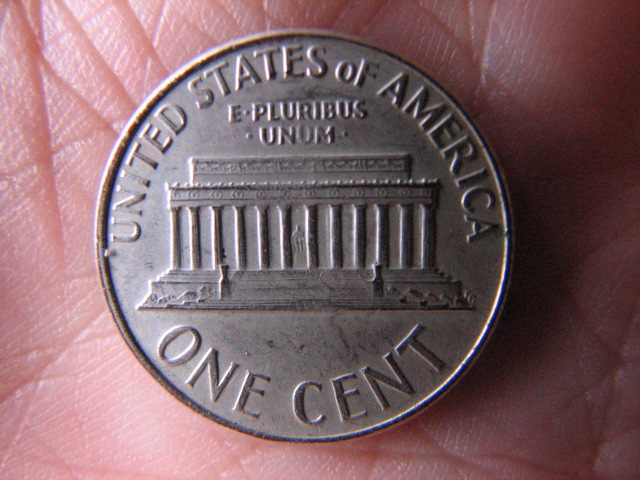 UNITED STATES OF AMERICA
E·PLURIBUS
·UNUM·
ONE CENT